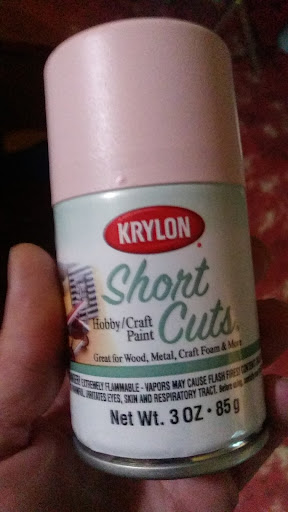 KRYLON
Short
Cuts
Hobby/Craft
Paint
Great for Wood, Metal, Craft Foam & More
EXTREMELY FLAMMABLE - VAPORS MAY CAUSE FLASH
IRRITATES EYES, SKIN AND RESPIRATORY TRACT.
Net Wt. 3 OZ • 85 g